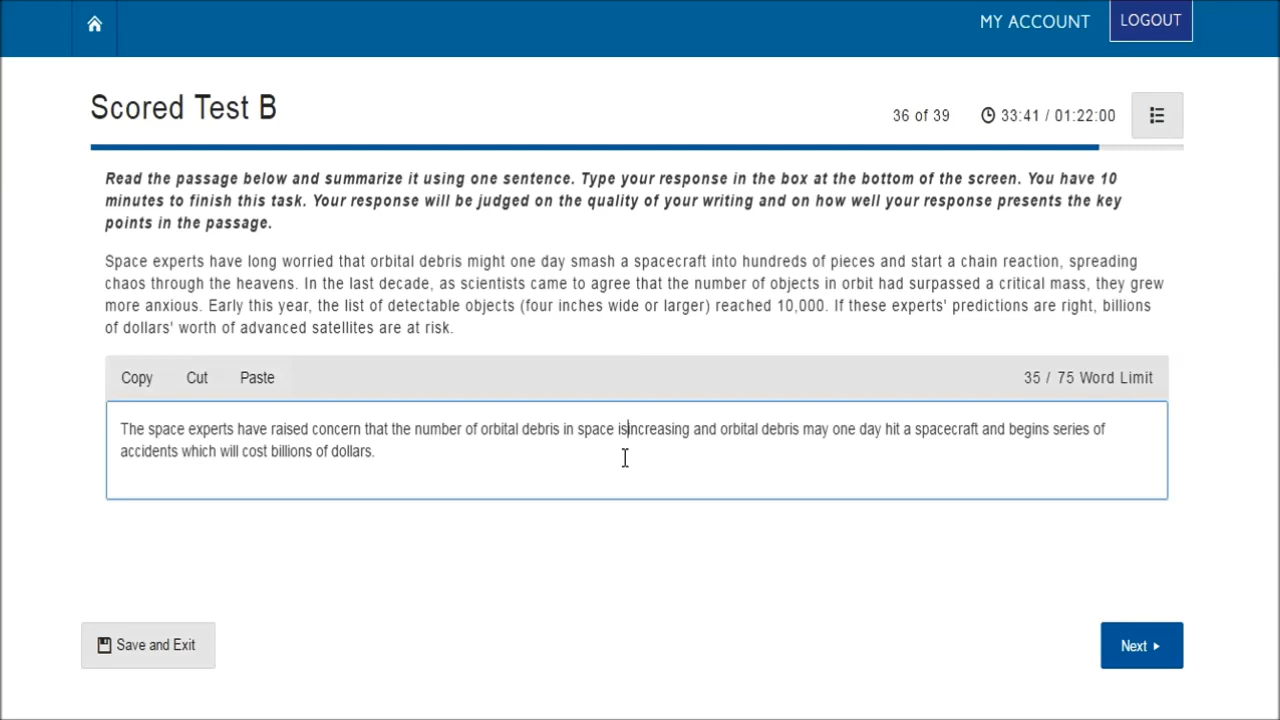 MY ACCOUNT
LOGOUT
Scored Test B
36 of 39
33:41 / 01:22:00
Read the passage below and summarize it using one sentence. Type your response in the box at the bottom of the screen. You have 10
minutes to finish this task. Your response will be judged on the quality of your writing and on how well your response presents the key
points in the passage.
Space experts have long worried that orbital debris might one day smash a spacecraft into hundreds of pieces and start a chain reaction, spreading
chaos through the heavens. In the last decade, as scientists came to agree that the number of objects in orbit had surpassed a critical mass, they grew
more anxious. Early this year, the list of detectable objects (four inches wide or larger) reached 10,000. If these experts' predictions are right, billions
of dollars' worth of advanced satellites are at risk.
Copy Cut Paste
35 / 75 Word Limit
The space experts have raised concern that the number of orbital debris in space isincreasing and orbital debris may one day hit a spacecraft and begins series of
accidents which will cost billions of dollars.
Save and Exit
Next